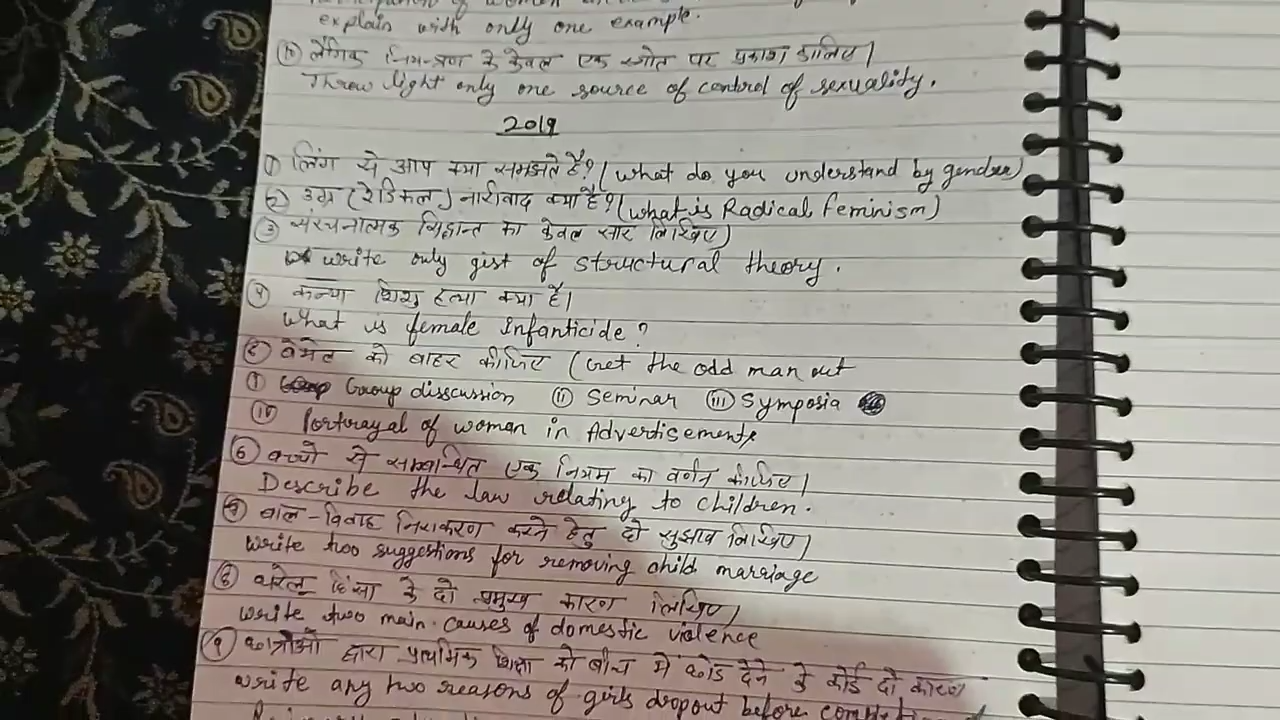 explain with only one example.
(10) लैंगिक नियन्त्रण के केवल एक स्रोत पर प्रकाश डालिए।
Throw light only one source of control of sexuality.
2019
(1) लिंग से आप क्या समझते हैं? (What do you understand by gender)
(2) उग्र (रेडिकल) नारीवाद क्या है? (What is Radical feminism)
(3) संरचनात्मक सिद्धान्त का केवल सार लिखिए)
write only gist of structural theory.
(4) कन्या शिशु हत्या क्या है।
What is female Infanticide?
को बाहर कीजिए (Get the odd man out
(I) Group disscussion (II) Seminar (III) Symposia
(IV) Portrayal of woman in Advertisements
(6) बच्चों से सम्बन्धित एक नियम का वर्णन कीजिए।
Describe the law relating to children.
बाल-विवाह निराकरण करने हेतु दो सुझाव लिखिए।
Write two suggestions for removing child marriage
(8) घरेलू हिंसा के दो प्रमुख कारण लिखिए।
write two main causes of domestic violence
(9) छात्राओं द्वारा प्राथमिक शिक्षा को बीच में छोड़ देने के कोई दो कारण
write any two reasons of girls dropout before